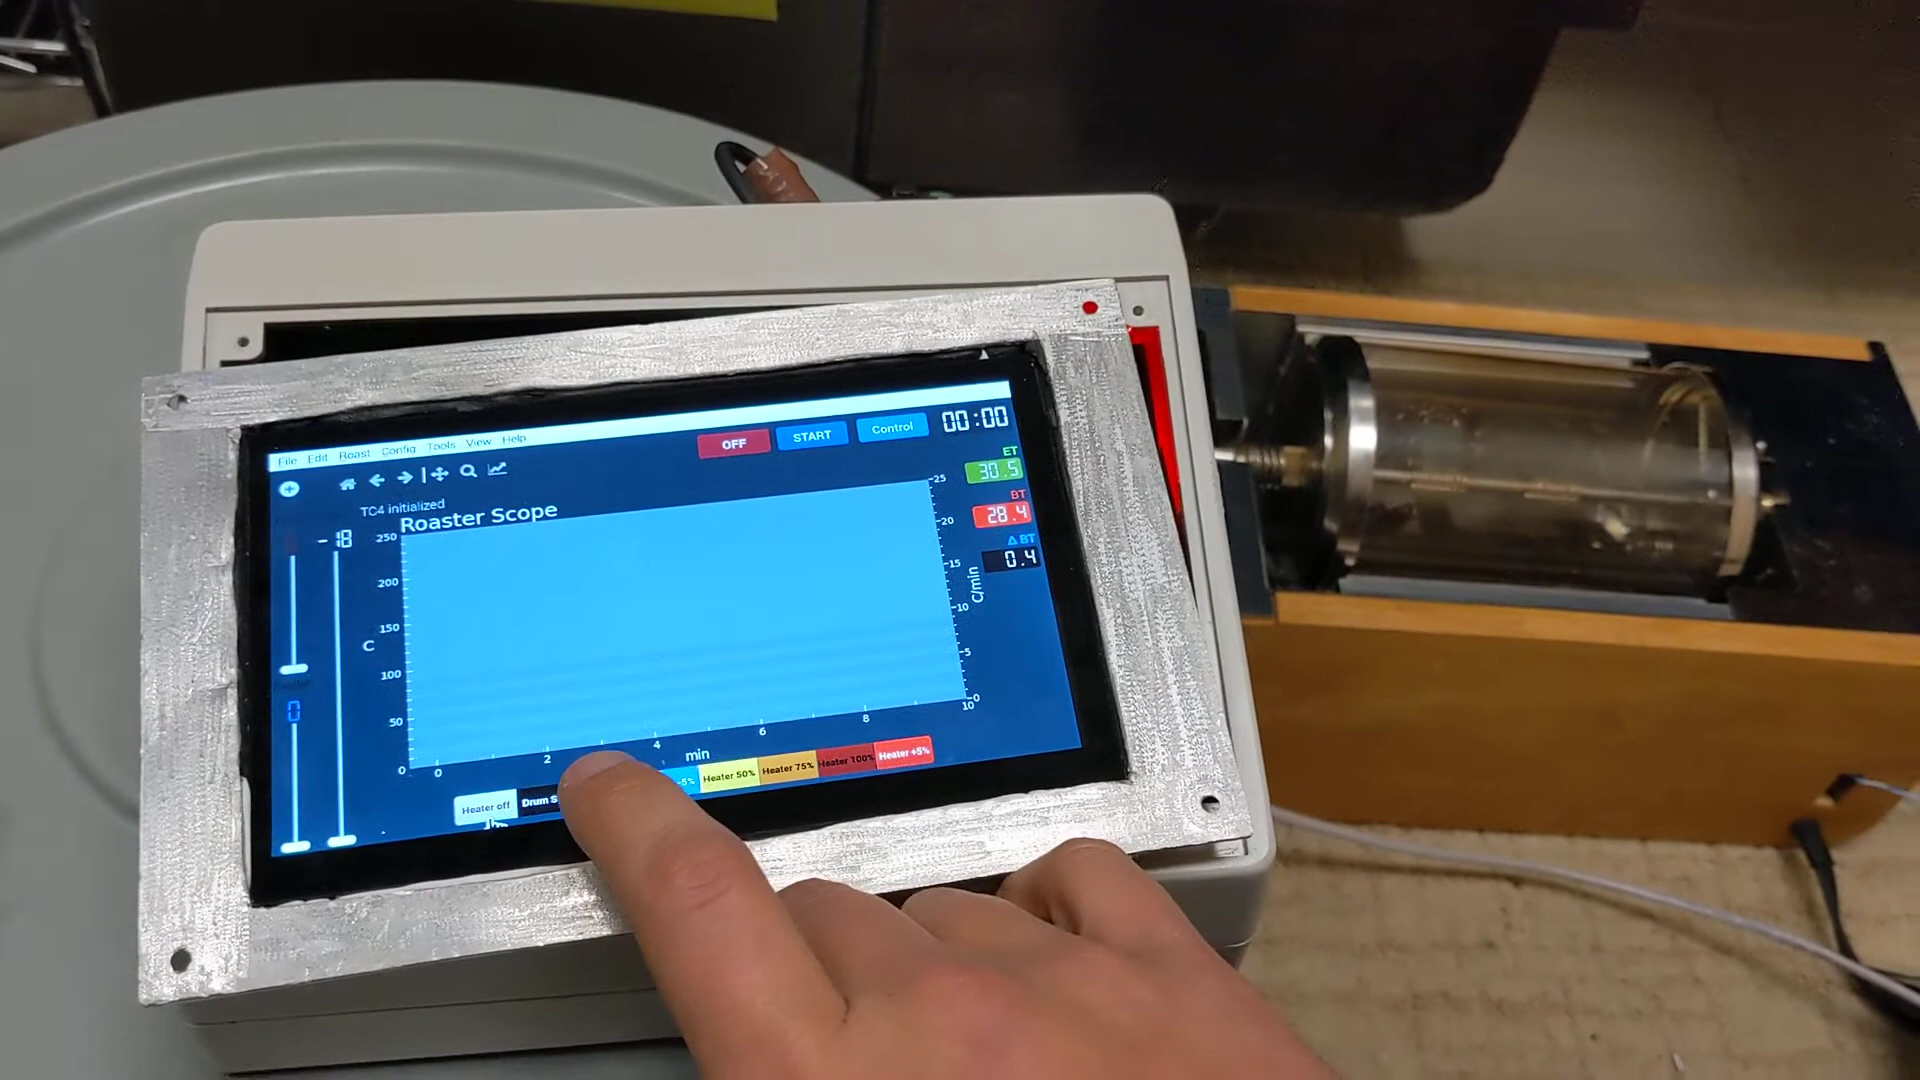 File Edit Roast Config Tools View Help
OFF START Control 00:00
TC4 initialized
Roaster Scope
ET
30.5
BT
28.4
Δ BT
0.4
-18
0
250
200
150
100
50
0
C
25
20
15
10
5
0
C/min
0 2 4 6 8 10
min
Heater off Drum S -5% Heater 50% Heater 75% Heater 100% Heater +5%